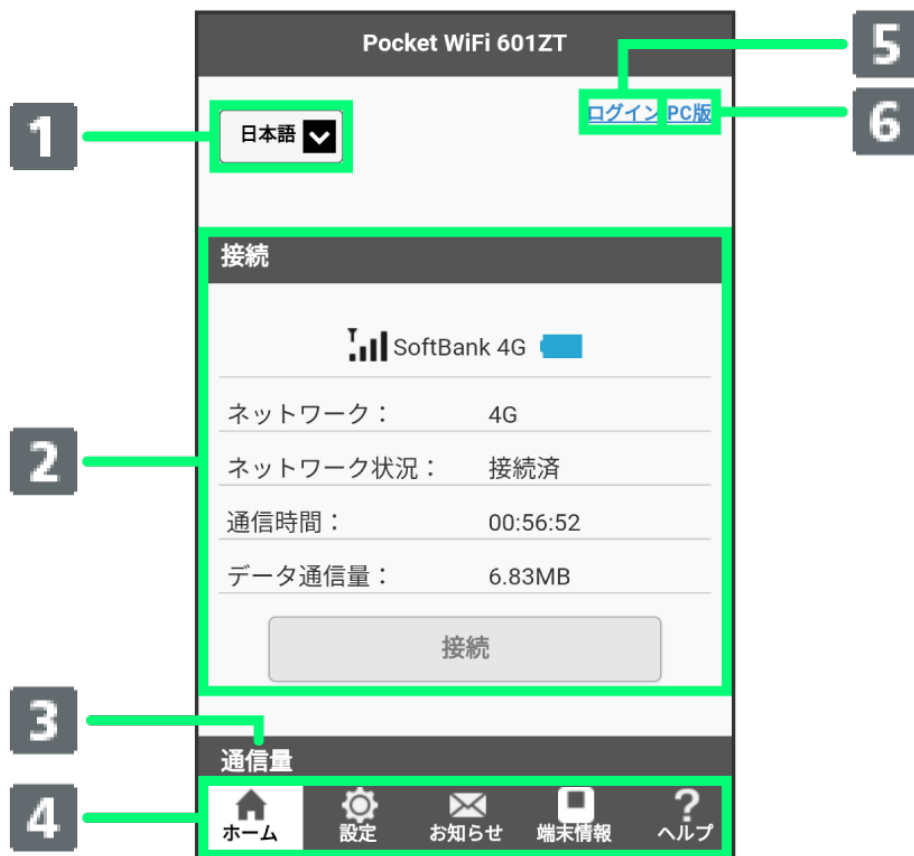 Pocket WiFi 601ZT
5
1
日本語
ログイン PC版
6
接続
SoftBank 4G
ネットワーク： 4G
2
ネットワーク状況： 接続済
通信時間： 00:56:52
データ通信量： 6.83MB
接続
3
通信量
4
ホーム 設定 お知らせ 端末情報 ヘルプ